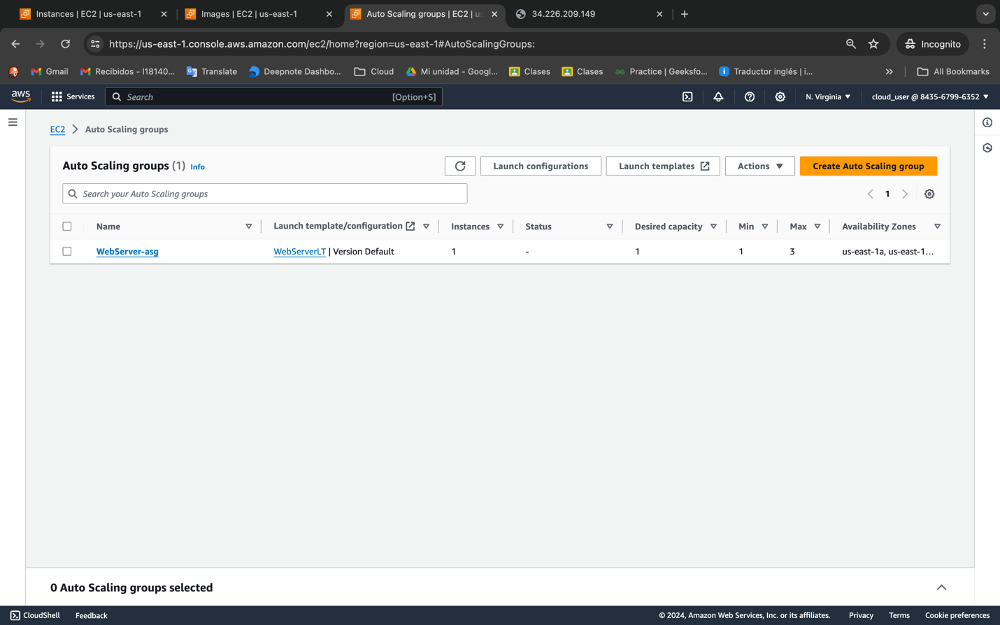 Instances | EC2 | us-east-1
Images | EC2 | us-east-1
Auto Scaling groups | EC2 | us
34.226.209.149
https://us-east-1.console.aws.amazon.com/ec2/home?region=us-east-1#AutoScalingGroups:
Incognito
Gmail
Recibidos - l18140...
Translate
Deepnote Dashbo...
Cloud
Mi unidad - Googl...
Clases
Clases
Practice | Geeksfo...
Traductor inglés | i...
All Bookmarks
aws
Services
Search
[Option+S]
N. Virginia
cloud_user @ 8435-6799-6352
EC2
Auto Scaling groups
Auto Scaling groups (1) Info
Launch configurations
Launch templates
Actions
Create Auto Scaling group
Search your Auto Scaling groups
1
Name
Launch template/configuration
Instances
Status
Desired capacity
Min
Max
Availability Zones
WebServer-asg
WebServerLT | Version Default
1
-
1
1
3
us-east-1a, us-east-1...
0 Auto Scaling groups selected
CloudShell
Feedback
© 2024, Amazon Web Services, Inc. or its affiliates.
Privacy
Terms
Cookie preferences